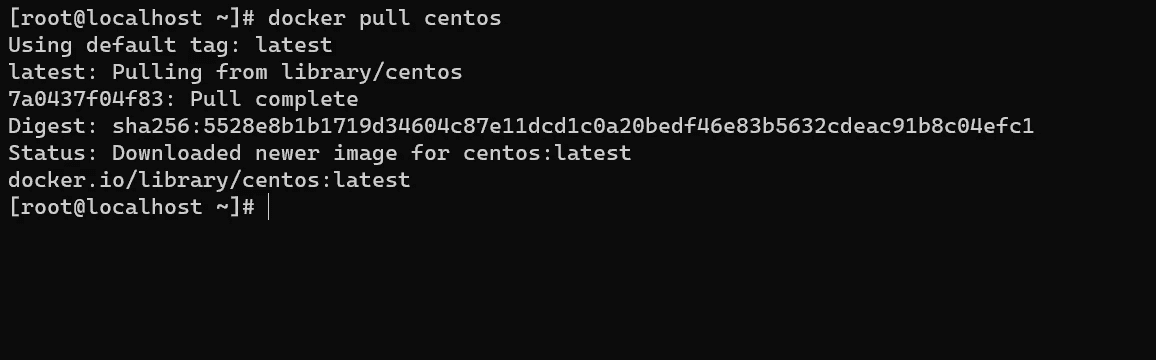 [root@localhost ~]# docker pull centos
Using default tag: latest
latest: Pulling from library/centos
7a0437f04f83: Pull complete
Digest: sha256:5528e8b1b1719d34604c87e11dcd1c0a20bedf46e83b5632cdeac91b8c04efc1
Status: Downloaded newer image for centos:latest
docker.io/library/centos:latest
[root@localhost ~]#